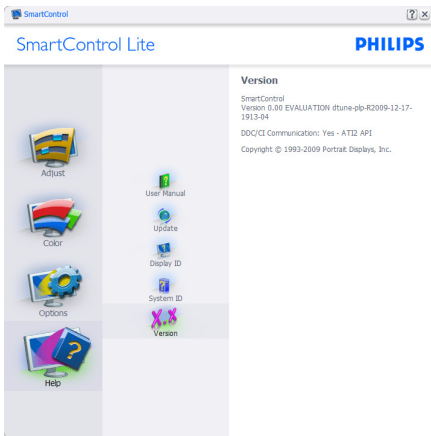 SmartControl
SmartControl Lite
PHILIPS
Adjust
Color
Options
Help
User Manual
Update
Display ID
System ID
X.X
Version
Version
SmartControl
Version 0.00 EVALUATION dtune-plp-R2009-12-17-
1913-04
DDC/CI Communication: Yes - ATI2 API
Copyright © 1993-2009 Portrait Displays, Inc.